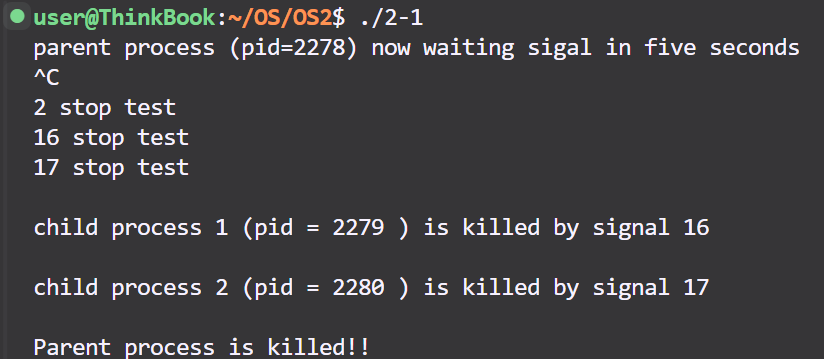 user@ThinkBook:~/OS/OS2$ ./2-1
parent process (pid=2278) now waiting sigal in five seconds
^C
2 stop test
16 stop test
17 stop test
child process 1 (pid = 2279 ) is killed by signal 16
child process 2 (pid = 2280 ) is killed by signal 17
Parent process is killed!!